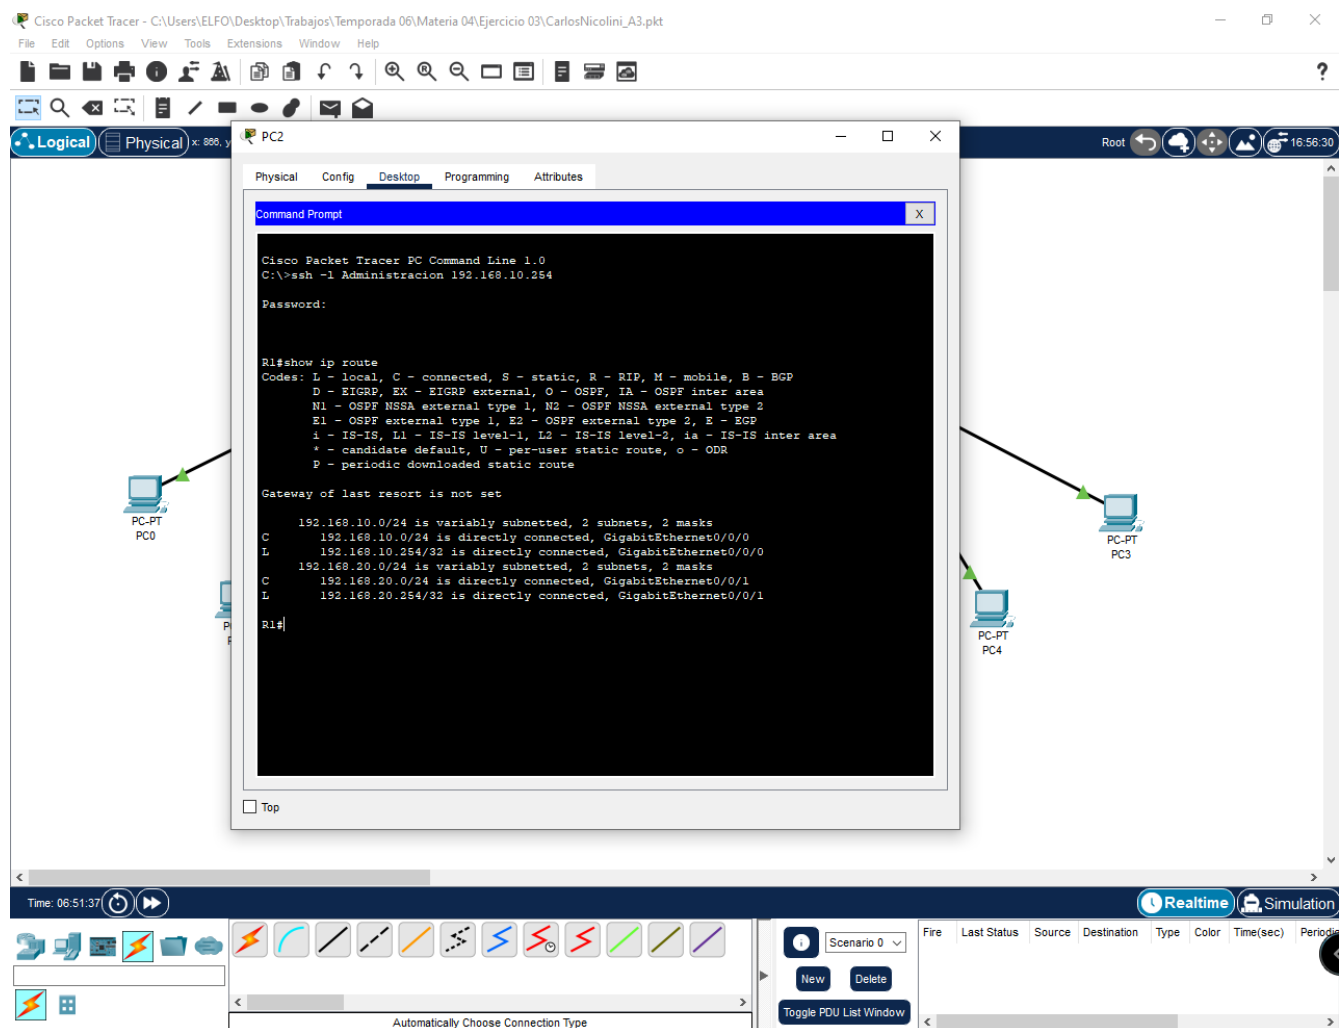 Cisco Packet Tracer - C:\Users\ELFO\Desktop\Trabajos\Temporada 06\Materia 04\Ejercicio 03\CarlosNicolini_A3.pkt
File Edit Options View Tools Extensions Window Help
Logical Physical x: 866, y
Root 16:56:30
PC2
Physical Config Desktop Programming Attributes
Command Prompt X
Cisco Packet Tracer PC Command Line 1.0
C:\>ssh -l Administracion 192.168.10.254
Password:
R1#show ip route
Codes: L - local, C - connected, S - static, R - RIP, M - mobile, B - BGP
D - EIGRP, EX - EIGRP external, O - OSPF, IA - OSPF inter area
N1 - OSPF NSSA external type 1, N2 - OSPF NSSA external type 2
E1 - OSPF external type 1, E2 - OSPF external type 2, E - EGP
i - IS-IS, L1 - IS-IS level-1, L2 - IS-IS level-2, ia - IS-IS inter area
* - candidate default, U - per-user static route, o - ODR
P - periodic downloaded static route
Gateway of last resort is not set
192.168.10.0/24 is variably subnetted, 2 subnets, 2 masks
C 192.168.10.0/24 is directly connected, GigabitEthernet0/0/0
L 192.168.10.254/32 is directly connected, GigabitEthernet0/0/0
192.168.20.0/24 is variably subnetted, 2 subnets, 2 masks
C 192.168.20.0/24 is directly connected, GigabitEthernet0/0/1
L 192.168.20.254/32 is directly connected, GigabitEthernet0/0/1
R1#
Top
PC-PT
PC0
PC-PT
PC3
PC-PT
PC4
Time: 06:51:37
Realtime Simulation
Scenario 0
New Delete
Toggle PDU List Window
Fire Last Status Source Destination Type Color Time(sec)
Automatically Choose Connection Type